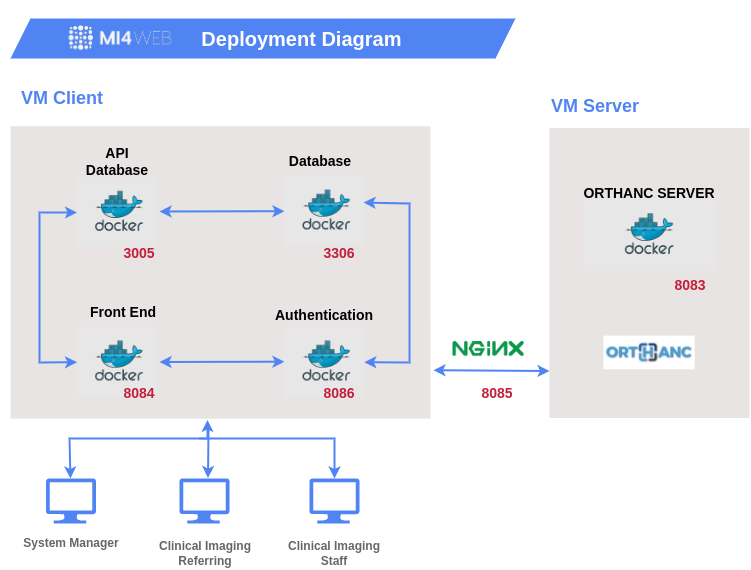 MI4WEB
Deployment Diagram
VM Client
VM Server
API
Database
docker
3005
Database
docker
3306
Front End
docker
8084
Authentication
docker
8086
NGINX
8085
ORTHANC SERVER
docker
8083
ORTHANC
System Manager
Clinical Imaging
Referring
Clinical Imaging
Staff